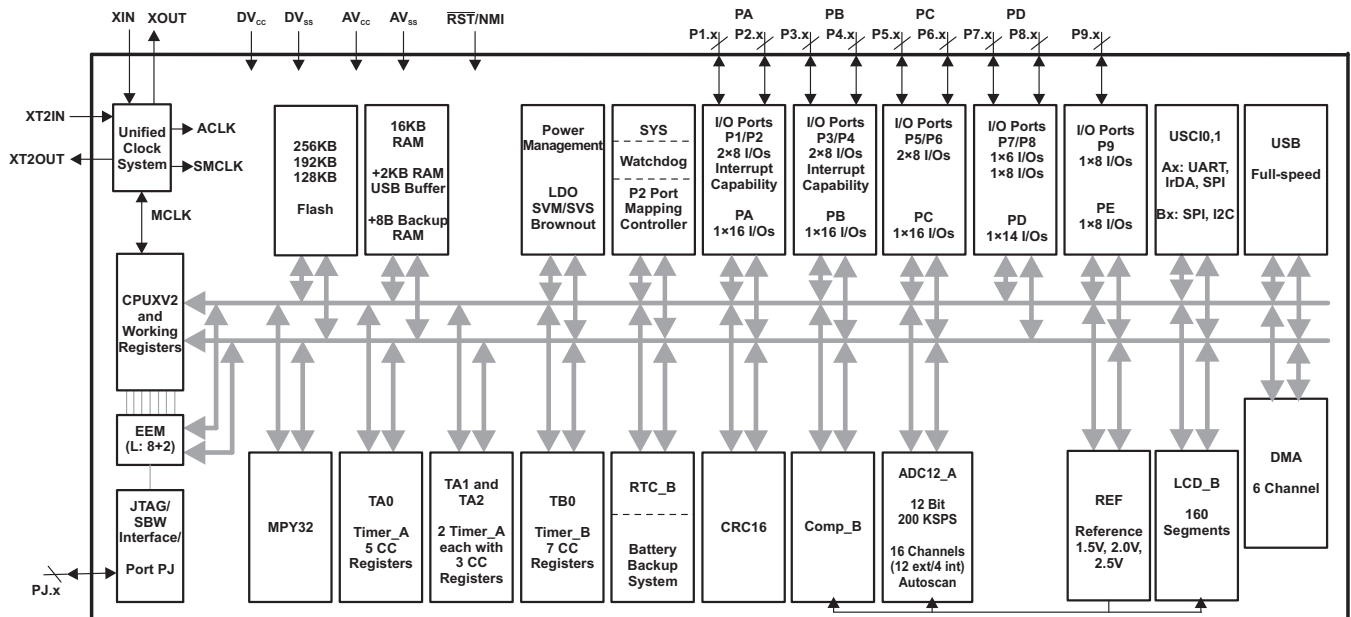 XIN XOUT DVCC DVSS AVCC AVSS RST/NMI PA PB PC PD
P1.x P2.x P3.x P4.x P5.x P6.x P7.x P8.x P9.x
XT2IN
XT2OUT
Unified
Clock
System
ACLK
SMCLK
MCLK
256KB
192KB
128KB
Flash
16KB
RAM
+2KB RAM
USB Buffer
+8B Backup
RAM
Power
Management
LDO
SVM/SVS
Brownout
SYS
Watchdog
P2 Port
Mapping
Controller
I/O Ports
P1/P2
2×8 I/Os
Interrupt
Capability
PA
1×16 I/Os
I/O Ports
P3/P4
2×8 I/Os
Interrupt
Capability
PB
1×16 I/Os
I/O Ports
P5/P6
2×8 I/Os
PC
1×16 I/Os
I/O Ports
P7/P8
1×6 I/Os
1×8 I/Os
PD
1×14 I/Os
I/O Ports
P9
1×8 I/Os
PE
1×8 I/Os
USCI0,1
Ax: UART,
IrDA, SPI
Bx: SPI, I2C
USB
Full-speed
CPUXV2
and
Working
Registers
EEM
(L: 8+2)
JTAG/
SBW
Interface/
Port PJ
PJ.x
MPY32
TA0
Timer_A
5 CC
Registers
TA1 and
TA2
2 Timer_A
each with
3 CC
Registers
TB0
Timer_B
7 CC
Registers
RTC_B
Battery
Backup
System
CRC16
Comp_B
ADC12_A
12 Bit
200 KSPS
16 Channels
(12 ext/4 int)
Autoscan
REF
Reference
1.5V, 2.0V,
2.5V
LCD_B
160
Segments
DMA
6 Channel